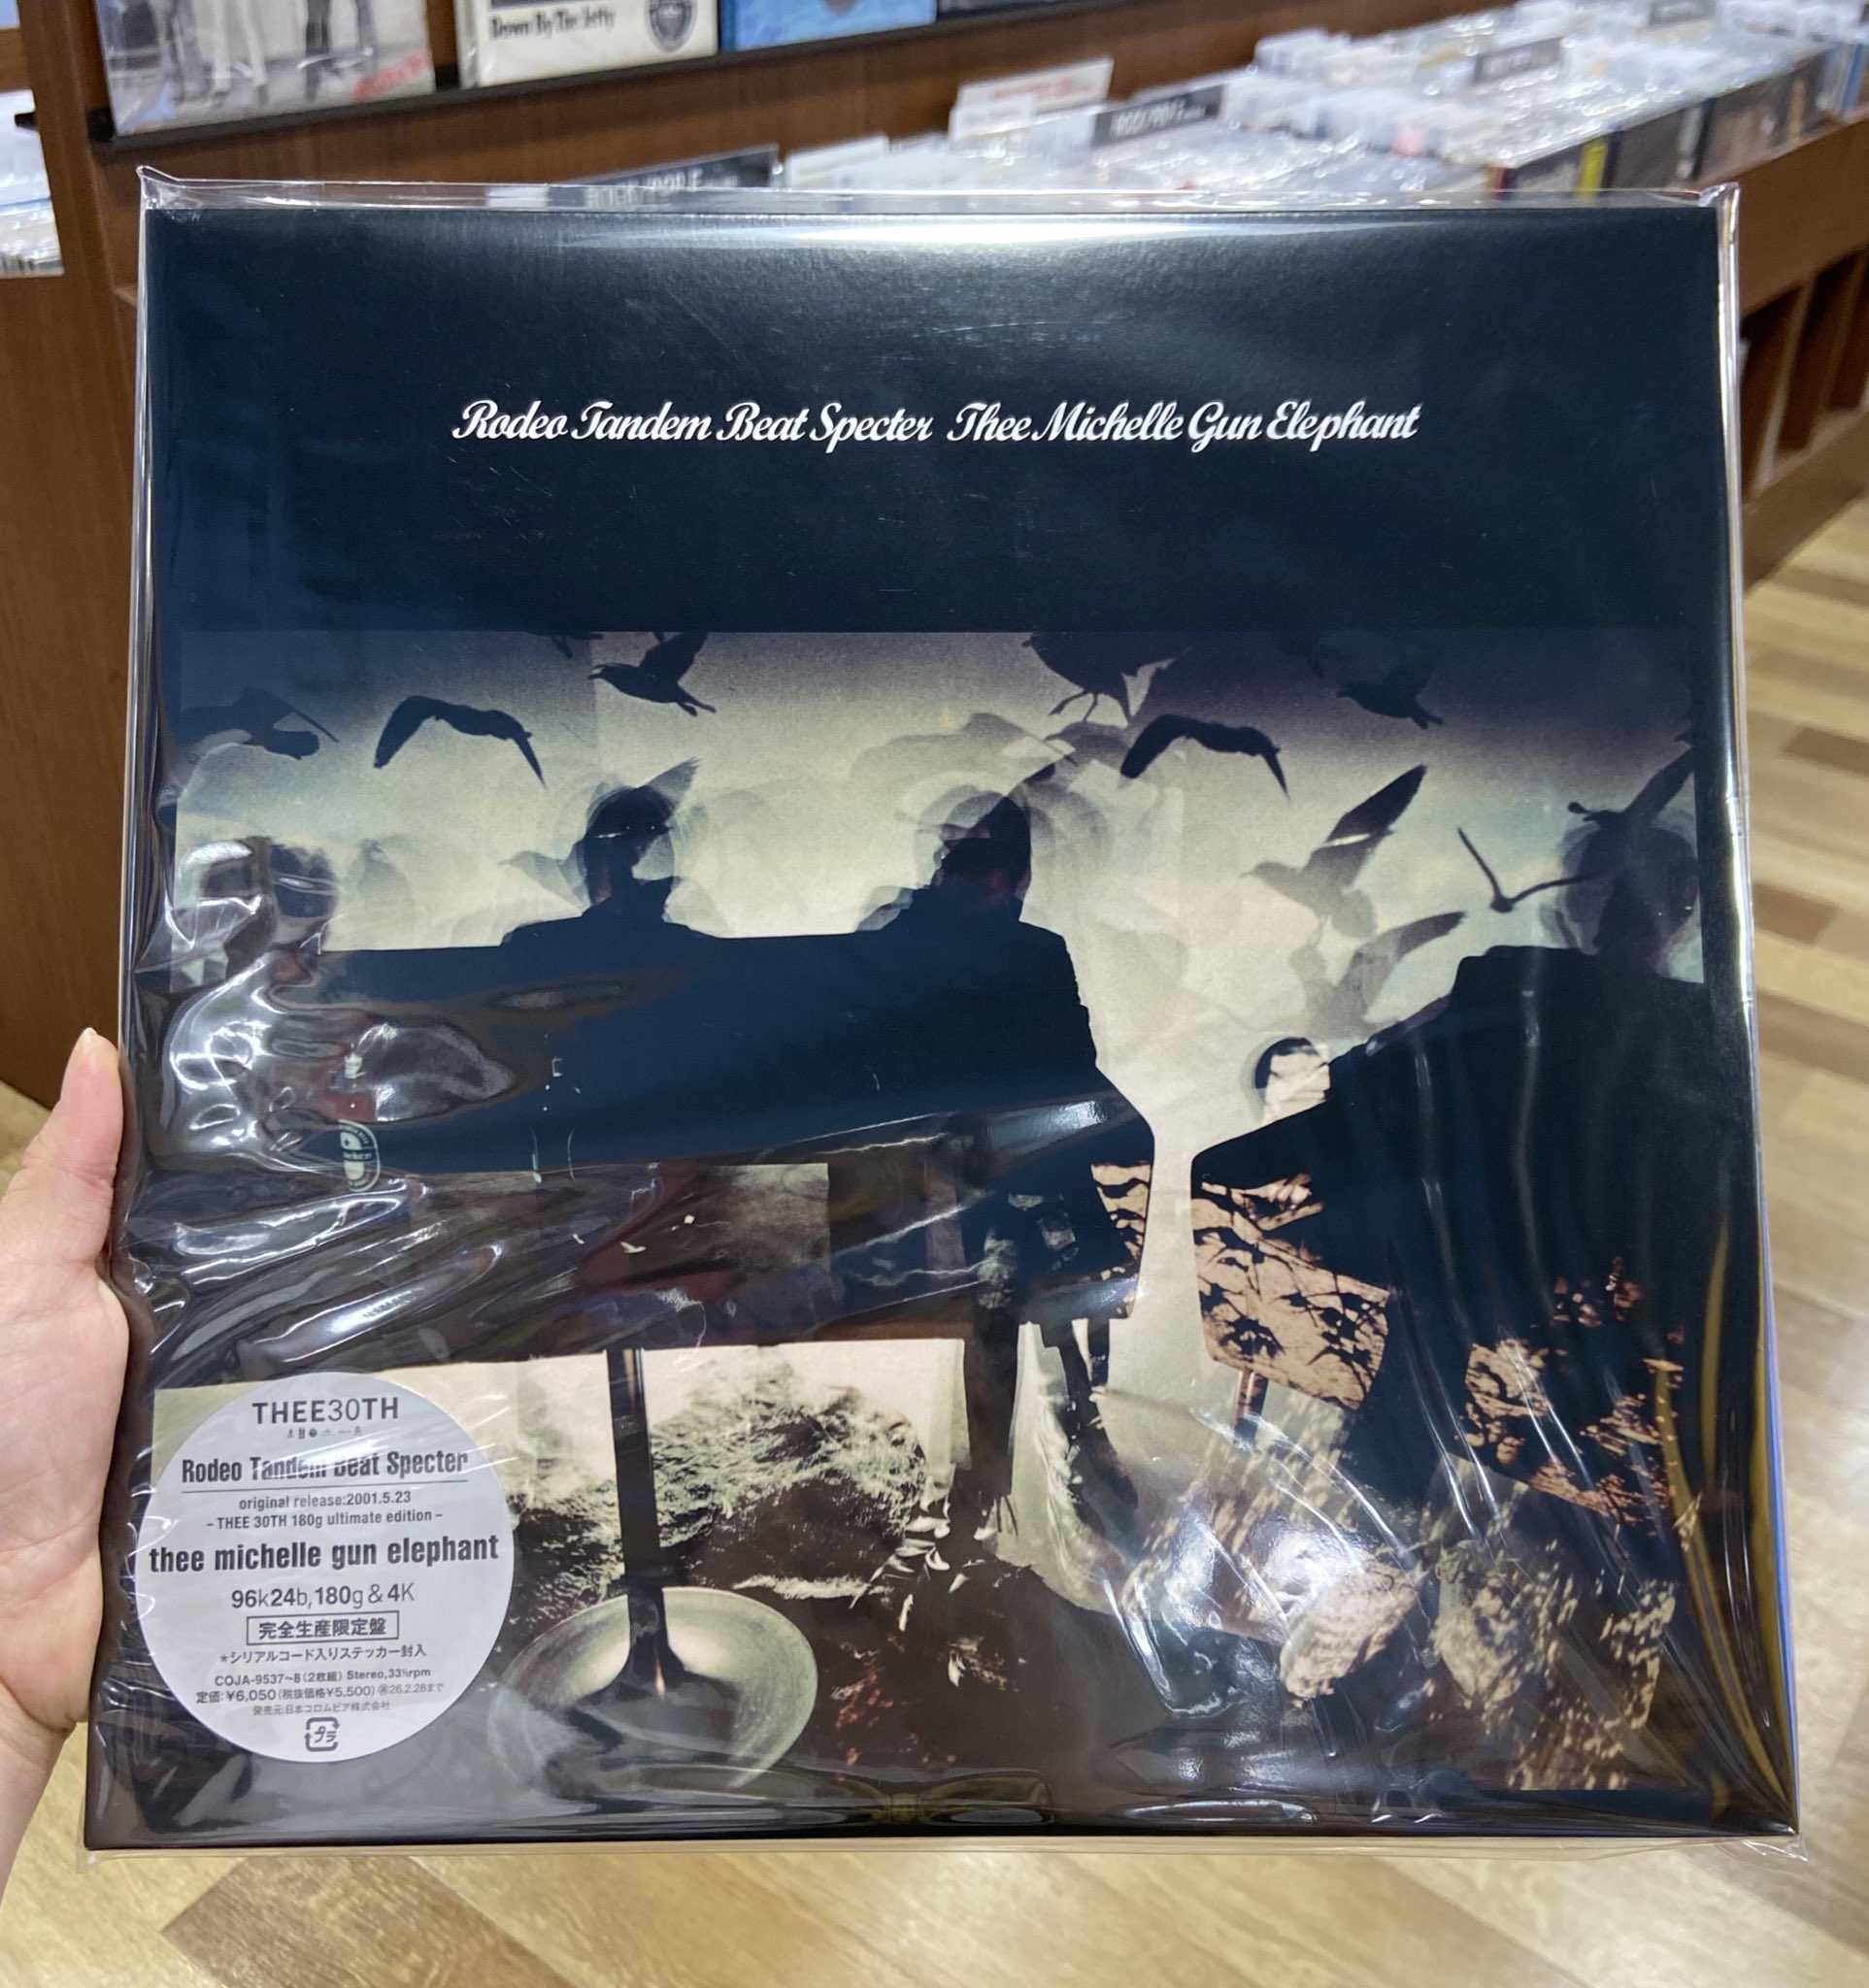 Down By The Jetty
ROCK/POP
Rodeo Tandem Beat Specter Thee Michelle Gun Elephant
THEE30TH
Rodeo Tandem Beat Specter
original release:2001.5.23
- THEE 30TH 180g ultimate edition -
thee michelle gun elephant
96k24b,180g & 4K
完全生産限定盤
*シリアルコード入りステッカー封入
COJA-9537~8(2枚組) Stereo,33⅓rpm
定価:¥6,050(税抜価格¥5,500) 26.2.28まで
発売元:日本コロムビア株式会社
プラ